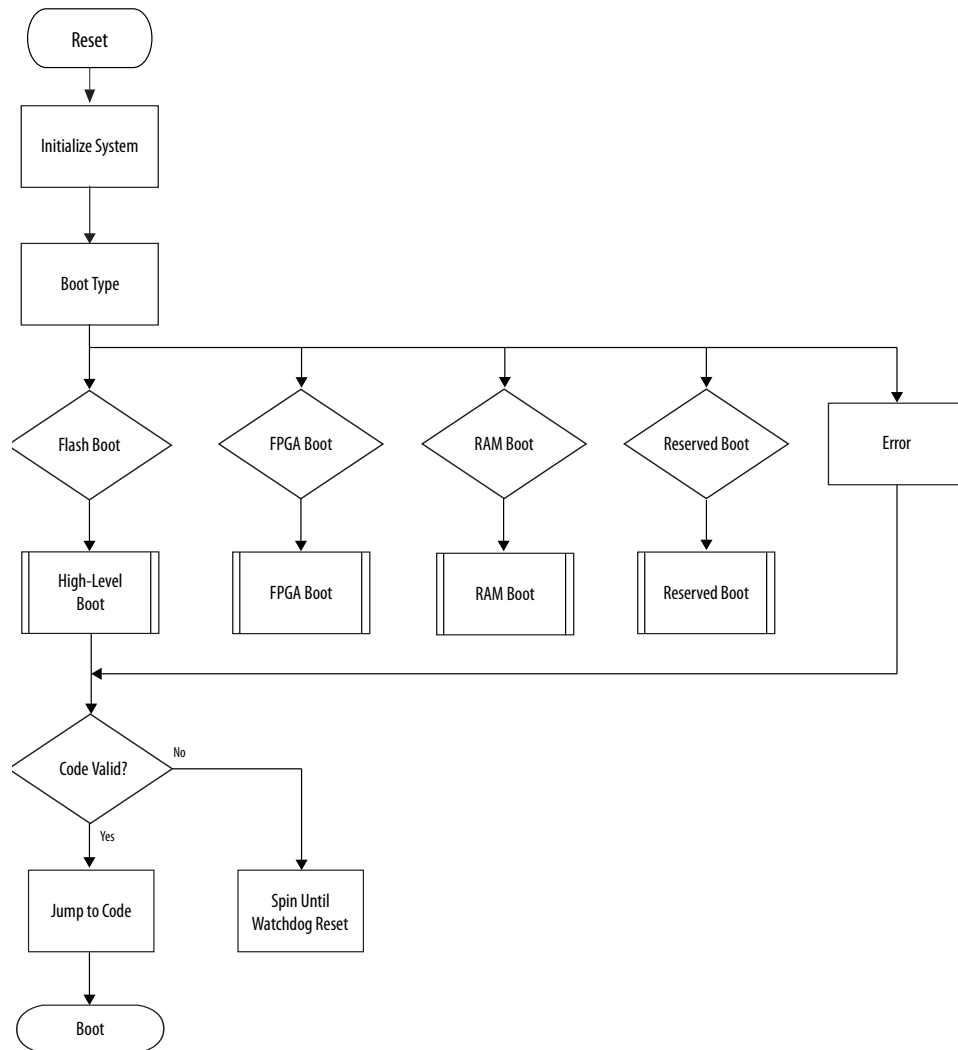 Reset
Initialize System
Boot Type
Flash Boot
FPGA Boot
RAM Boot
Reserved Boot
Error
High-Level
Boot
FPGA Boot
RAM Boot
Reserved Boot
Code Valid?
No
Yes
Jump to Code
Spin Until
Watchdog Reset
Boot